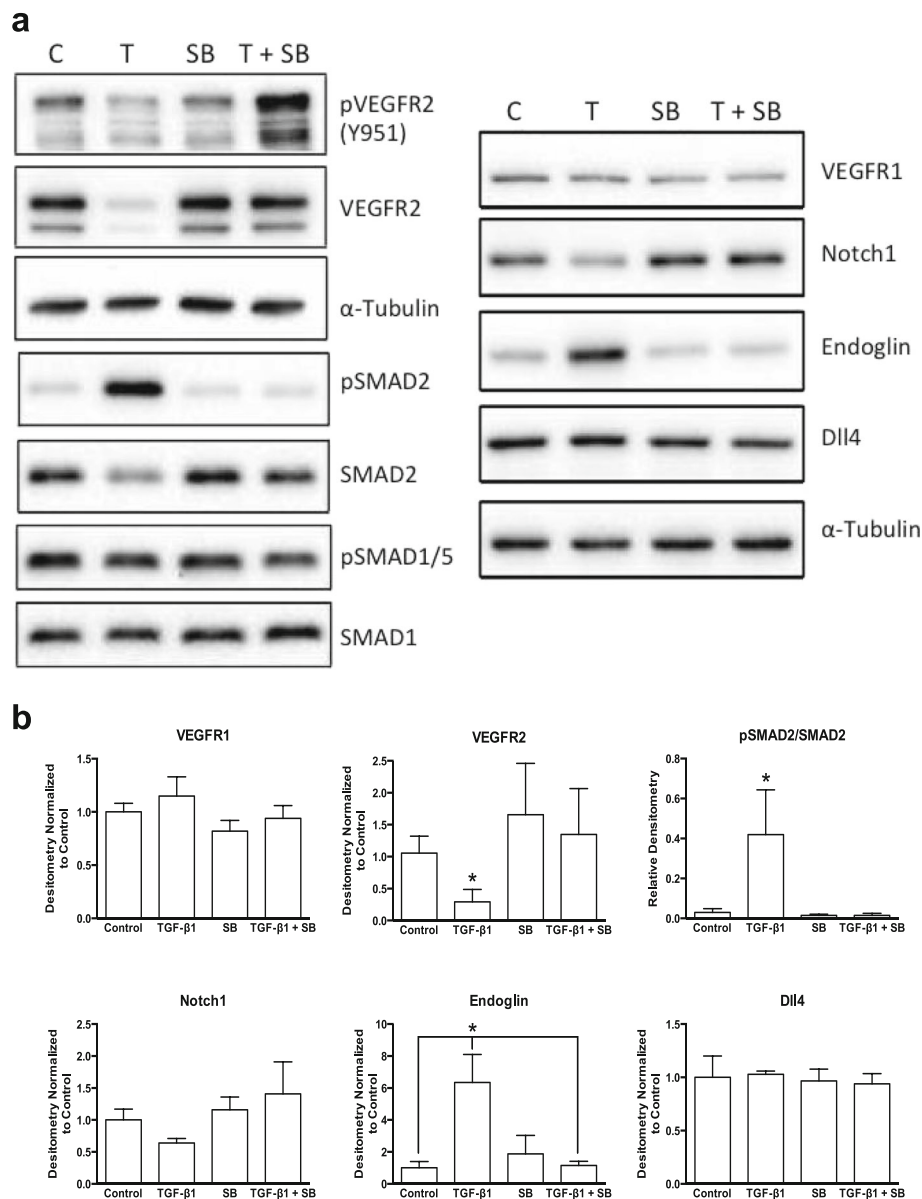 a
C T SB T + SB
pVEGFR2
(Y951)
VEGFR2
α-Tubulin
pSMAD2
SMAD2
pSMAD1/5
SMAD1
C T SB T + SB
VEGFR1
Notch1
Endoglin
Dll4
α-Tubulin
b
VEGFR1
Desitometry Normalized
to Control
1.5
1.0
0.5
0.0
Control TGF-β1 SB TGF-β1 + SB
VEGFR2
Desitometry Normalized
to Control
2.5
2.0
1.5
1.0
0.5
0.0
*
Control TGF-β1 SB TGF-β1 + SB
pSMAD2/SMAD2
Relative Densitometry
0.8
0.6
0.4
0.2
0.0
*
Control TGF-β1 SB TGF-β1 + SB
Notch1
Desitometry Normalized
to Control
2.5
2.0
1.5
1.0
0.5
0.0
Control TGF-β1 SB TGF-β1 + SB
Endoglin
Desitometry Normalized
to Control
10
8
6
4
2
0
*
Control TGF-β1 SB TGF-β1 + SB
Dll4
Desitometry Normalized
to Control
1.5
1.0
0.5
0.0
Control TGF-β1 SB TGF-β1 + SB